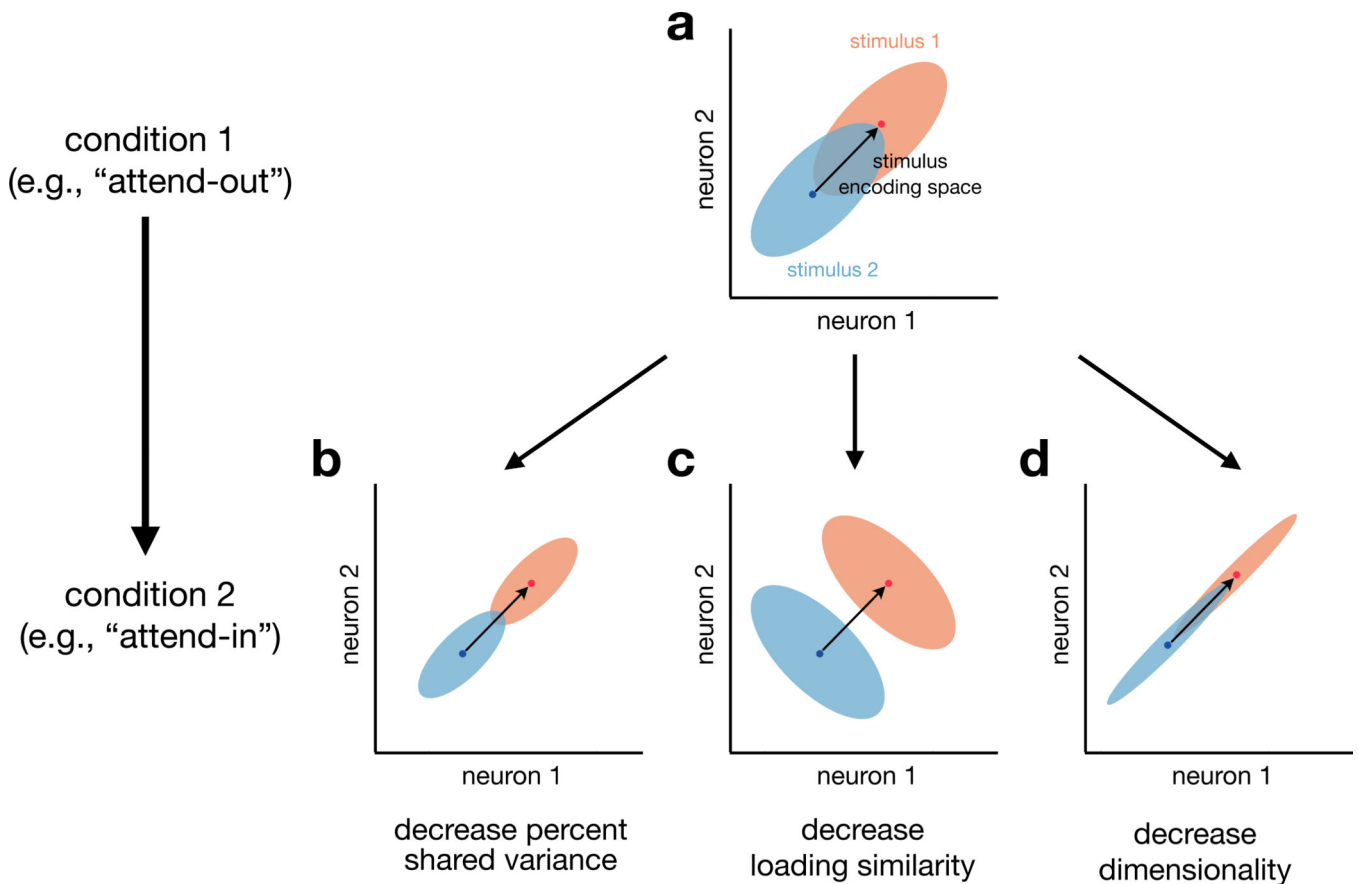 a
stimulus 1
neuron 2
stimulus
encoding space
stimulus 2
neuron 1
condition 1
(e.g., “attend-out”)
condition 2
(e.g., “attend-in”)
b
neuron 2
neuron 1
decrease percent
shared variance
c
neuron 2
neuron 1
decrease
loading similarity
d
neuron 2
neuron 1
decrease
dimensionality